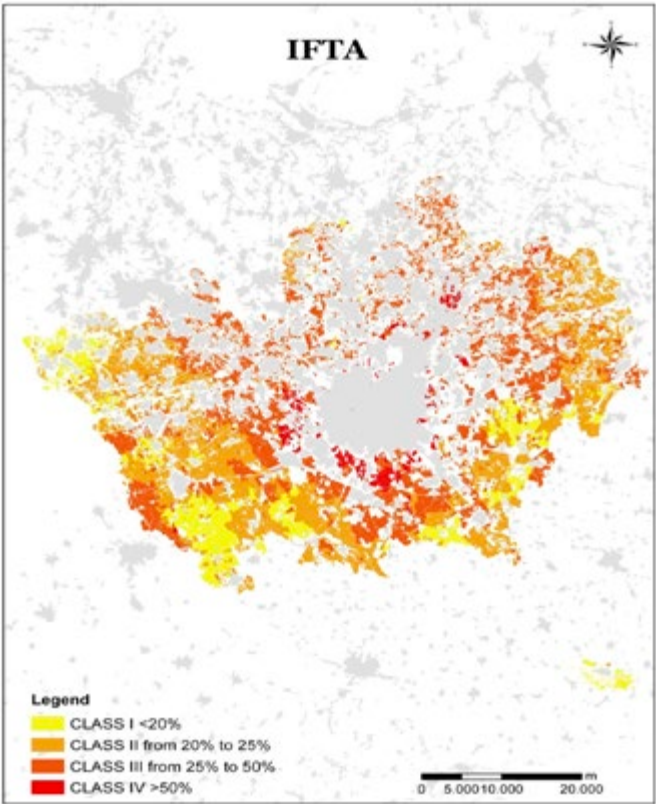 IFTA
Legend
CLASS I <20%
CLASS II from 20% to 25%
CLASS III from 25% to 50%
CLASS IV >50%
m
0 5.000 10.000 20.000